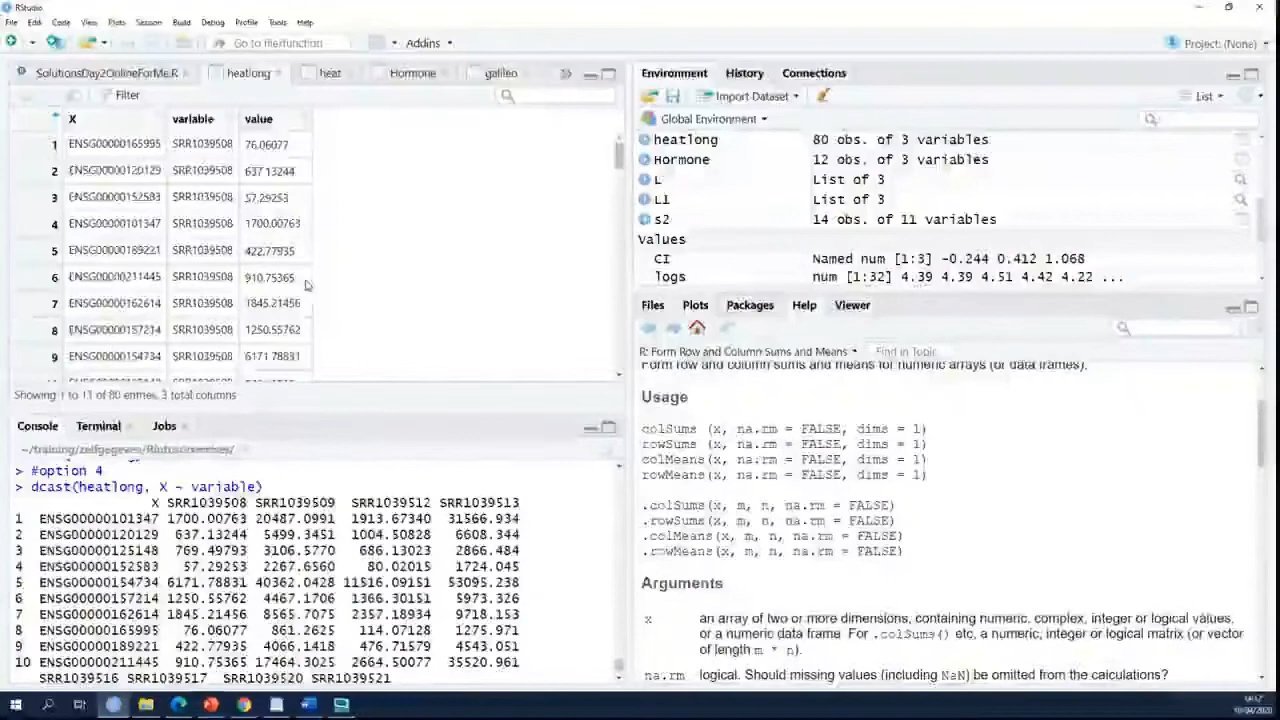 RStudio
File Edit Code View Plots Session Build Debug Profile Tools Help
Go to file/function Addins Project: (None)
SolutionsDay2OnlineForMe.R heatlong heat Hormone galileo
Filter
X variable value
1 ENSG00000165995 SRR1039508 76.06077
2 ENSG00000120129 SRR1039508 637.13244
3 ENSG00000152583 SRR1039508 57.29253
4 ENSG00000101347 SRR1039508 1700.00763
5 ENSG00000189221 SRR1039508 422.77935
6 ENSG00000211445 SRR1039508 910.75365
7 ENSG00000162614 SRR1039508 1845.21456
8 ENSG00000157214 SRR1039508 1250.55762
9 ENSG00000154734 SRR1039508 6171.78831
Showing 1 to 11 of 80 entries, 3 total columns
Console Terminal Jobs
> #option 4
> dcast(heatlong, X ~ variable)
X SRR1039508 SRR1039509 SRR1039512 SRR1039513
1 ENSG00000101347 1700.00763 20487.0991 1913.67340 31566.934
2 ENSG00000120129 637.13244 5499.3451 1004.50828 6608.344
3 ENSG00000125148 769.49793 3106.5770 686.13023 2866.484
4 ENSG00000152583 57.29253 2267.6560 80.02015 1724.045
5 ENSG00000154734 6171.78831 40362.0428 11516.09151 53095.238
6 ENSG00000157214 1250.55762 4467.1706 1366.30151 5973.326
7 ENSG00000162614 1845.21456 8565.7075 2357.18934 9718.153
8 ENSG00000165995 76.06077 861.2625 114.07128 1275.971
9 ENSG00000189221 422.77935 4066.1418 476.71579 4543.051
10 ENSG00000211445 910.75365 17464.3025 2664.50077 35520.961
SRR1039516 SRR1039517 SRR1039520 SRR1039521
Environment History Connections
Import Dataset List
Global Environment
heatlong 80 obs. of 3 variables
Hormone 12 obs. of 3 variables
L List of 3
L1 List of 3
s2 14 obs. of 11 variables
Values
CI Named num [1:3] -0.244 0.412 1.068
logs num [1:32] 4.39 4.39 4.51 4.42 4.22 ...
Files Plots Packages Help Viewer
R: Form Row and Column Sums and Means Find in Topic
Form row and column sums and means for numeric arrays (or data frames).
Usage
colSums (x, na.rm = FALSE, dims = 1)
rowSums (x, na.rm = FALSE, dims = 1)
colMeans(x, na.rm = FALSE, dims = 1)
rowMeans(x, na.rm = FALSE, dims = 1)
.colSums(x, m, n, na.rm = FALSE)
.rowSums(x, m, n, na.rm = FALSE)
.colMeans(x, m, n, na.rm = FALSE)
.rowMeans(x, m, n, na.rm = FALSE)
Arguments
x an array of two or more dimensions, containing numeric, complex, integer or logical values,
or a numeric data frame. For .colSums() etc, a numeric, integer or logical matrix (or vector
of length m * n).
na.rm logical. Should missing values (including NaN) be omitted from the calculations?